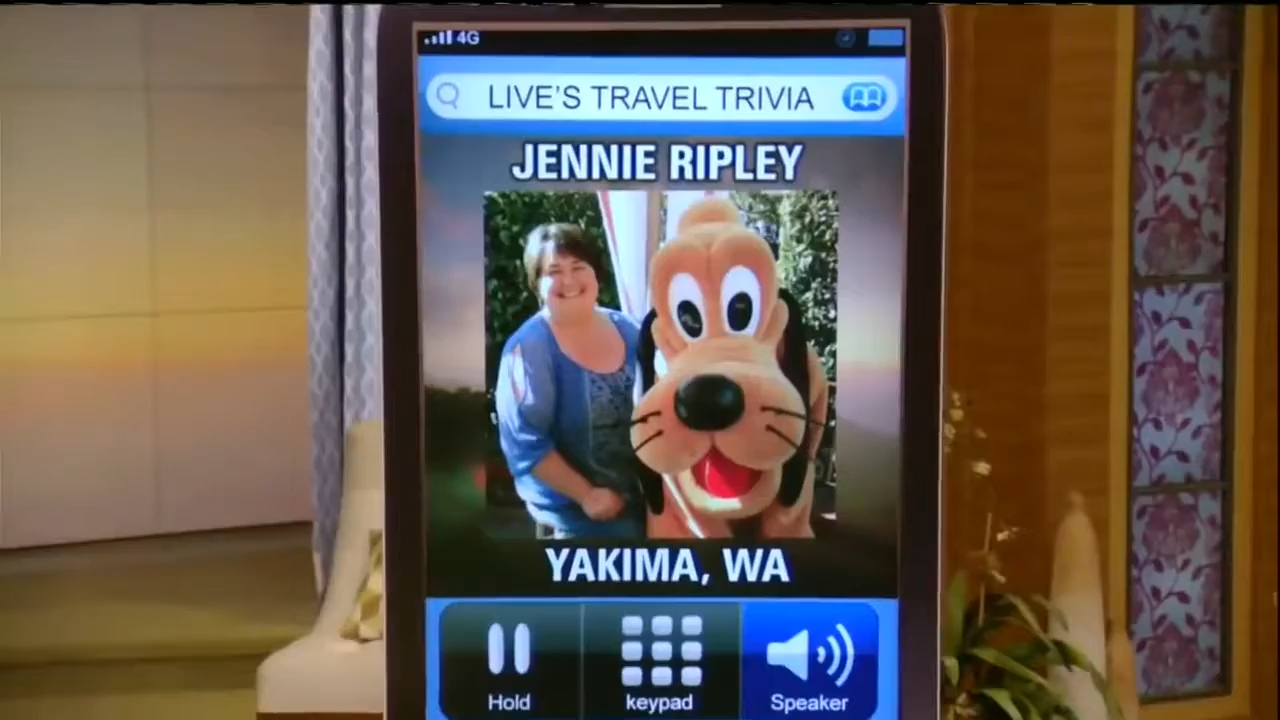 4G
LIVE'S TRAVEL TRIVIA
JENNIE RIPLEY
YAKIMA, WA
Hold keypad Speaker